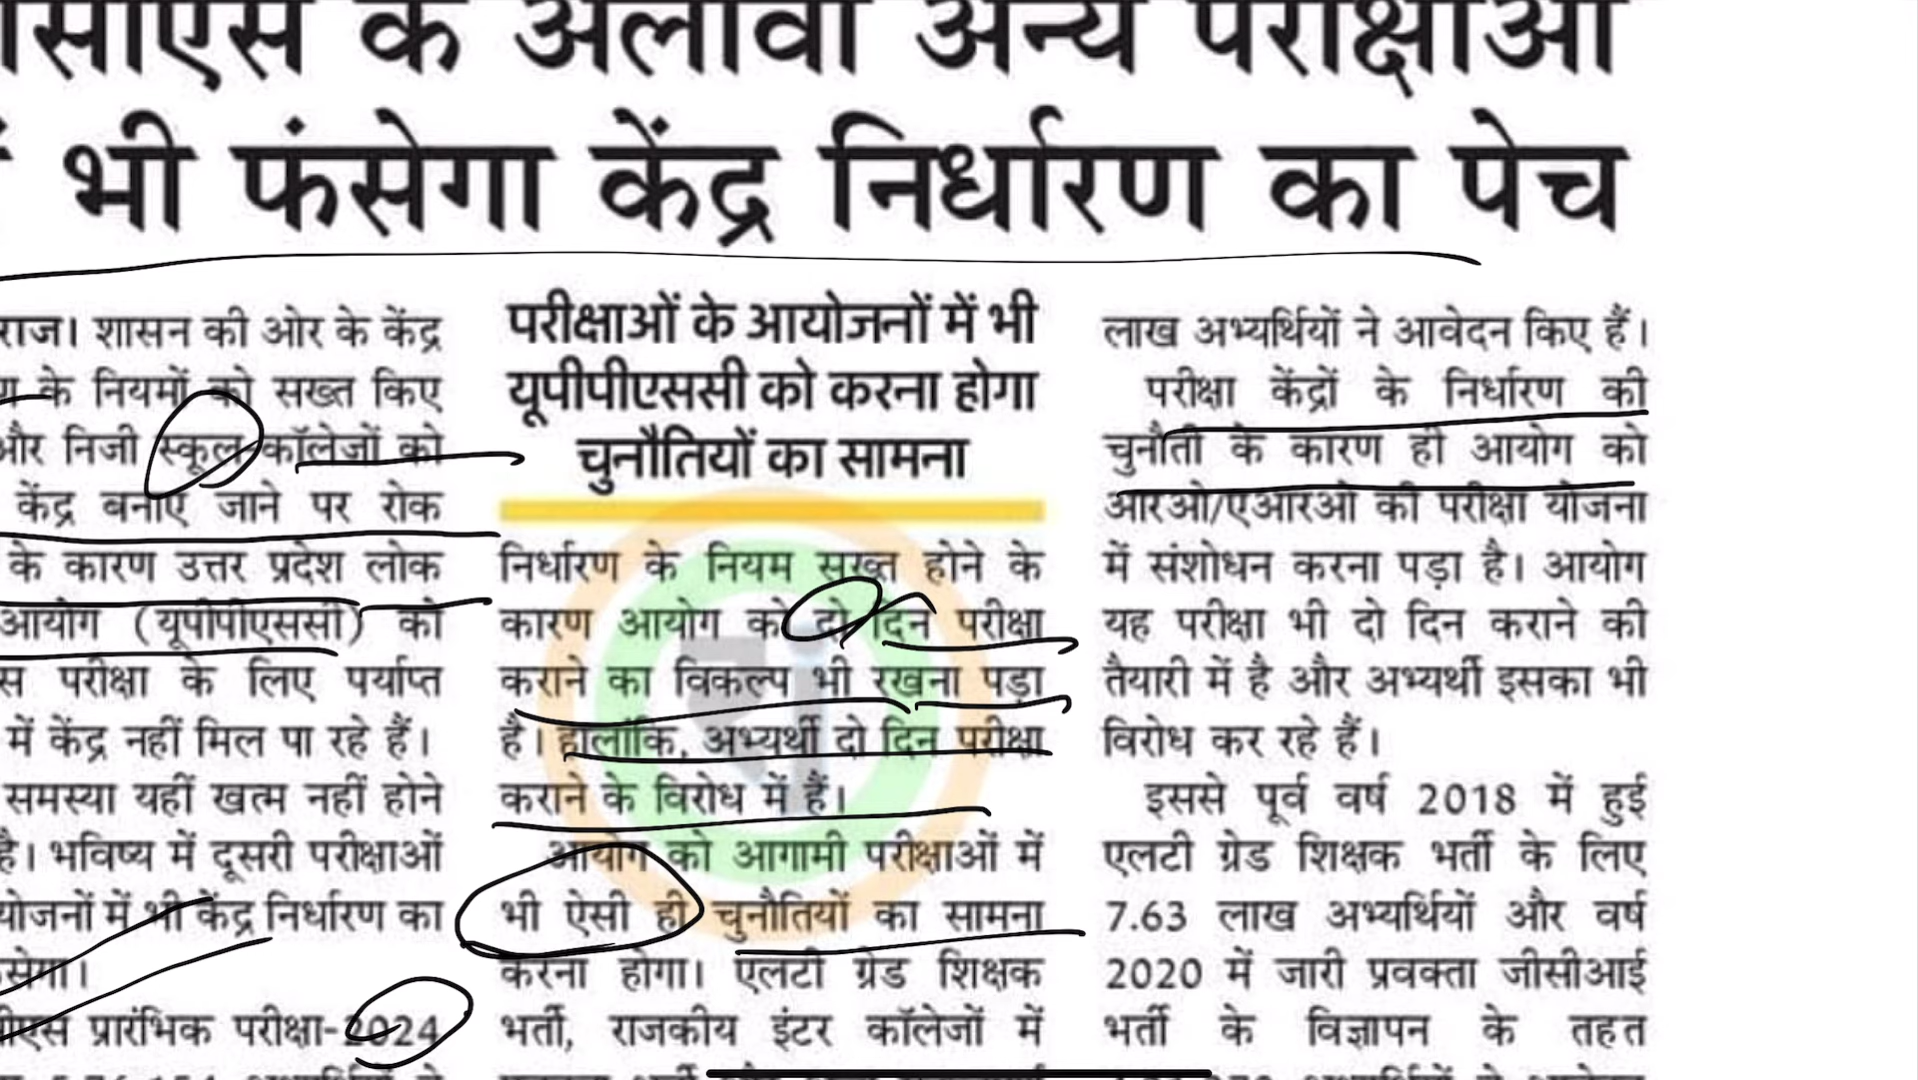 के अलावा अन्य परीक्षाओं
भी फंसेगा केंद्र निर्धारण का पेच
राज। शासन की ओर के केंद्र
के नियमों को सख्त किए
और निजी स्कूल कॉलेजों को
केंद्र बनाए जाने पर रोक
के कारण उत्तर प्रदेश लोक
आयोग (यूपीपीएससी) को
स परीक्षा के लिए पर्याप्त
में केंद्र नहीं मिल पा रहे हैं।
समस्या यहीं खत्म नहीं होने
है। भविष्य में दूसरी परीक्षाओं
योजनों में भी केंद्र निर्धारण का
सेगा।
प्रारंभिक परीक्षा-2024
परीक्षाओं के आयोजनों में भी
यूपीपीएससी को करना होगा
चुनौतियों का सामना
निर्धारण के नियम सख्त होने के
कारण आयोग को दो दिन परीक्षा
कराने का विकल्प भी रखना पड़ा
है। हालांकि, अभ्यर्थी दो दिन परीक्षा
कराने के विरोध में हैं।
आयोग को आगामी परीक्षाओं में
भी ऐसी ही चुनौतियों का सामना
करना होगा। एलटी ग्रेड शिक्षक
भर्ती, राजकीय इंटर कॉलेजों में
लाख अभ्यर्थियों ने आवेदन किए हैं।
परीक्षा केंद्रों के निर्धारण की
चुनौती के कारण ही आयोग को
आरओ/एआरओ की परीक्षा योजना
में संशोधन करना पड़ा है। आयोग
यह परीक्षा भी दो दिन कराने की
तैयारी में है और अभ्यर्थी इसका भी
विरोध कर रहे हैं।
इससे पूर्व वर्ष 2018 में हुई
एलटी ग्रेड शिक्षक भर्ती के लिए
7.63 लाख अभ्यर्थियों और वर्ष
2020 में जारी प्रवक्ता जीसीआई
भर्ती के विज्ञापन के तहत